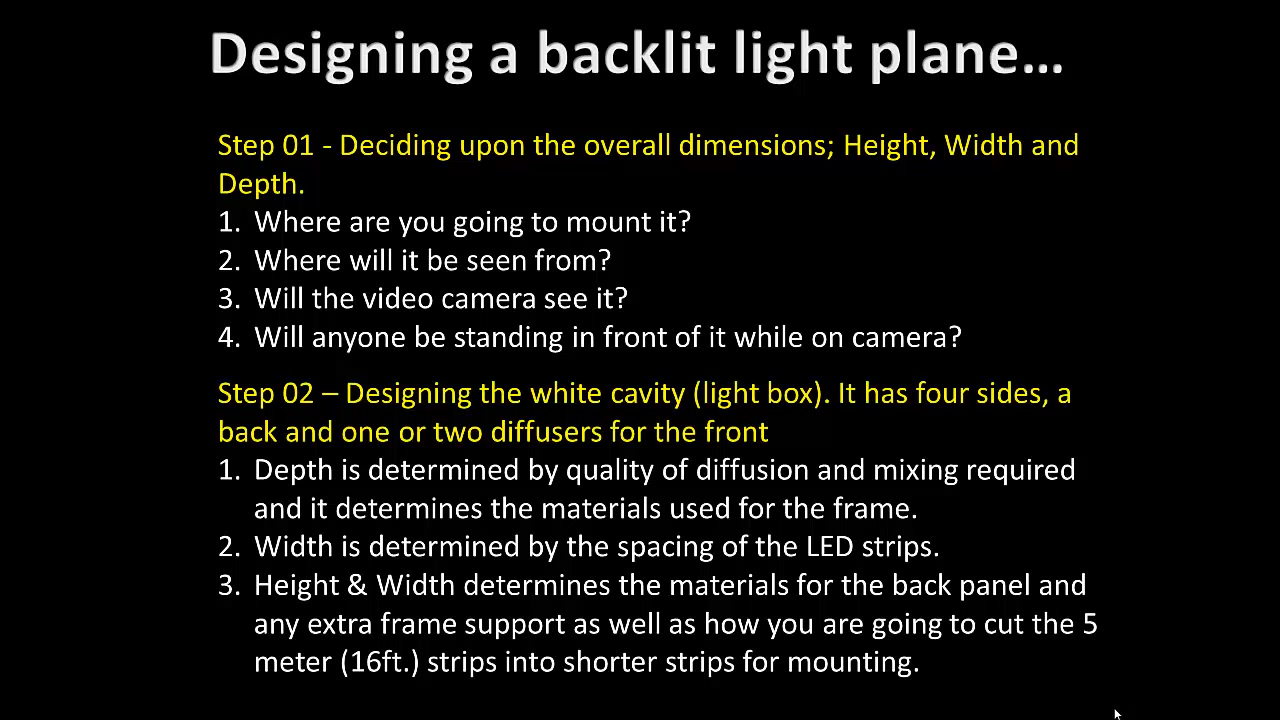 Designing a backlit light plane...
Step 01 - Deciding upon the overall dimensions; Height, Width and
Depth.
1. Where are you going to mount it?
2. Where will it be seen from?
3. Will the video camera see it?
4. Will anyone be standing in front of it while on camera?
Step 02 – Designing the white cavity (light box). It has four sides, a
back and one or two diffusers for the front
1. Depth is determined by quality of diffusion and mixing required
and it determines the materials used for the frame.
2. Width is determined by the spacing of the LED strips.
3. Height & Width determines the materials for the back panel and
any extra frame support as well as how you are going to cut the 5
meter (16ft.) strips into shorter strips for mounting.